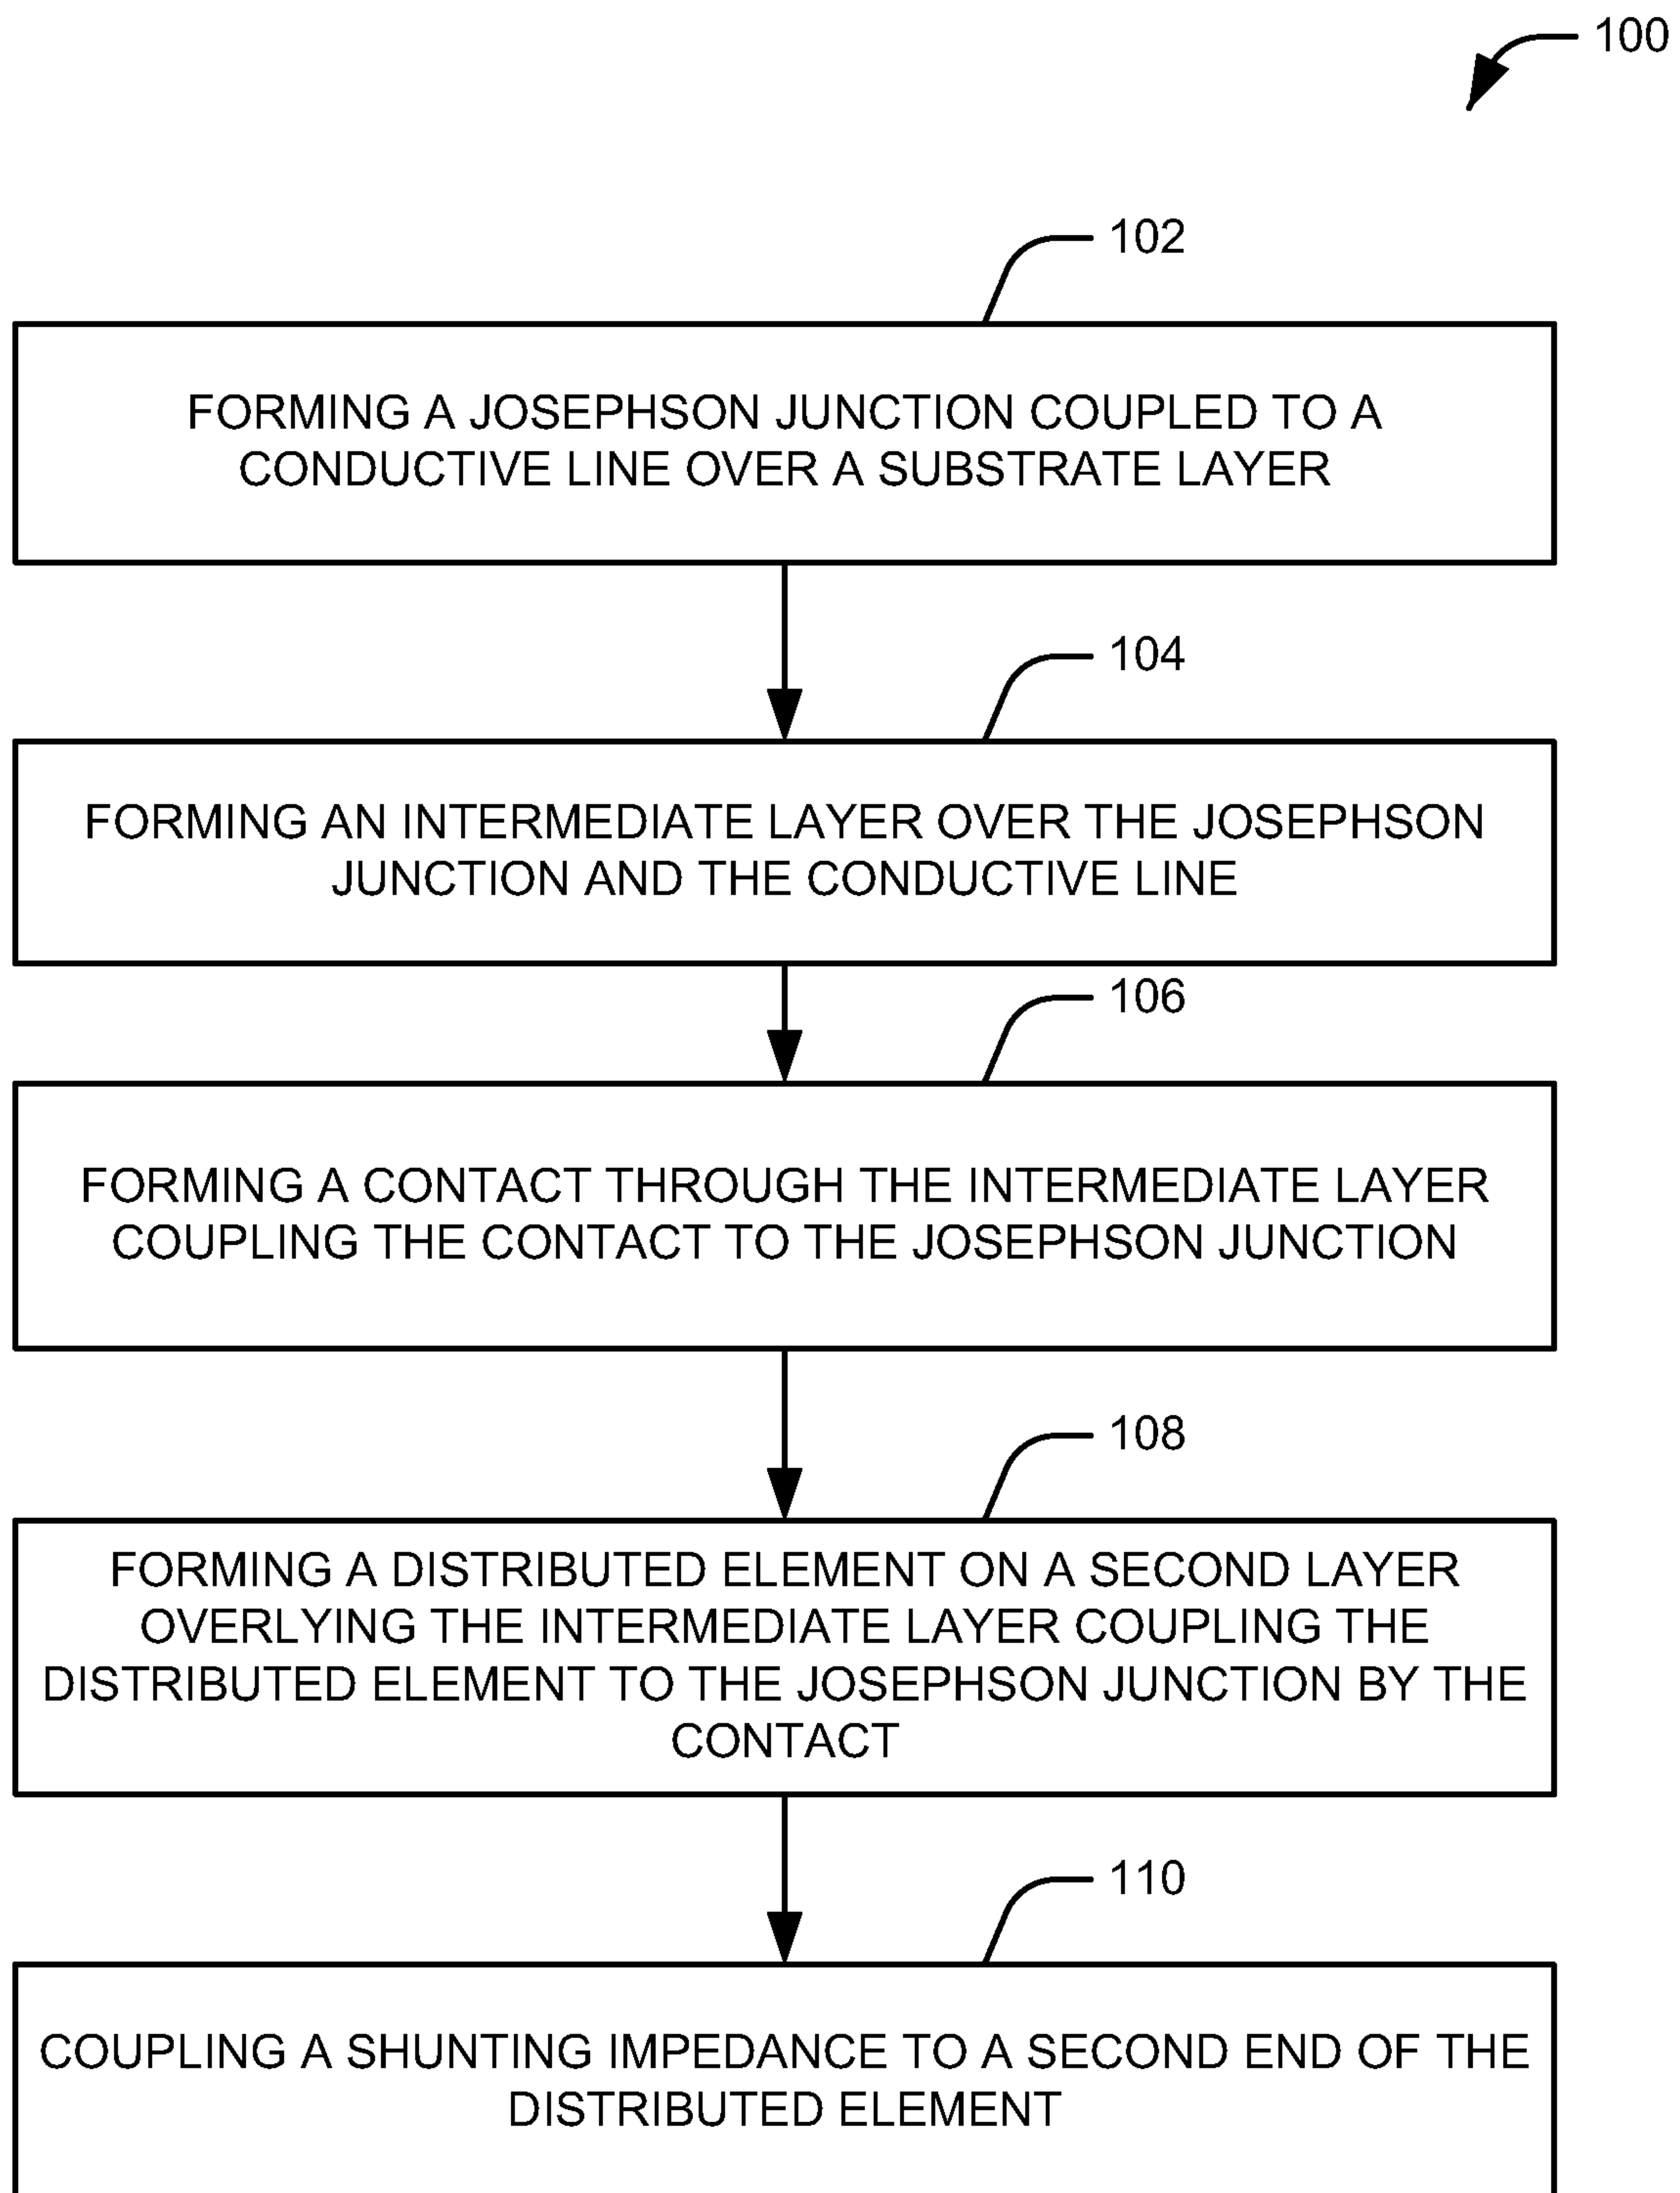 100
102
FORMING A JOSEPHSON JUNCTION COUPLED TO A
CONDUCTIVE LINE OVER A SUBSTRATE LAYER
104
FORMING AN INTERMEDIATE LAYER OVER THE JOSEPHSON
JUNCTION AND THE CONDUCTIVE LINE
106
FORMING A CONTACT THROUGH THE INTERMEDIATE LAYER
COUPLING THE CONTACT TO THE JOSEPHSON JUNCTION
108
FORMING A DISTRIBUTED ELEMENT ON A SECOND LAYER
OVERLYING THE INTERMEDIATE LAYER COUPLING THE
DISTRIBUTED ELEMENT TO THE JOSEPHSON JUNCTION BY THE
CONTACT
110
COUPLING A SHUNTING IMPEDANCE TO A SECOND END OF THE
DISTRIBUTED ELEMENT